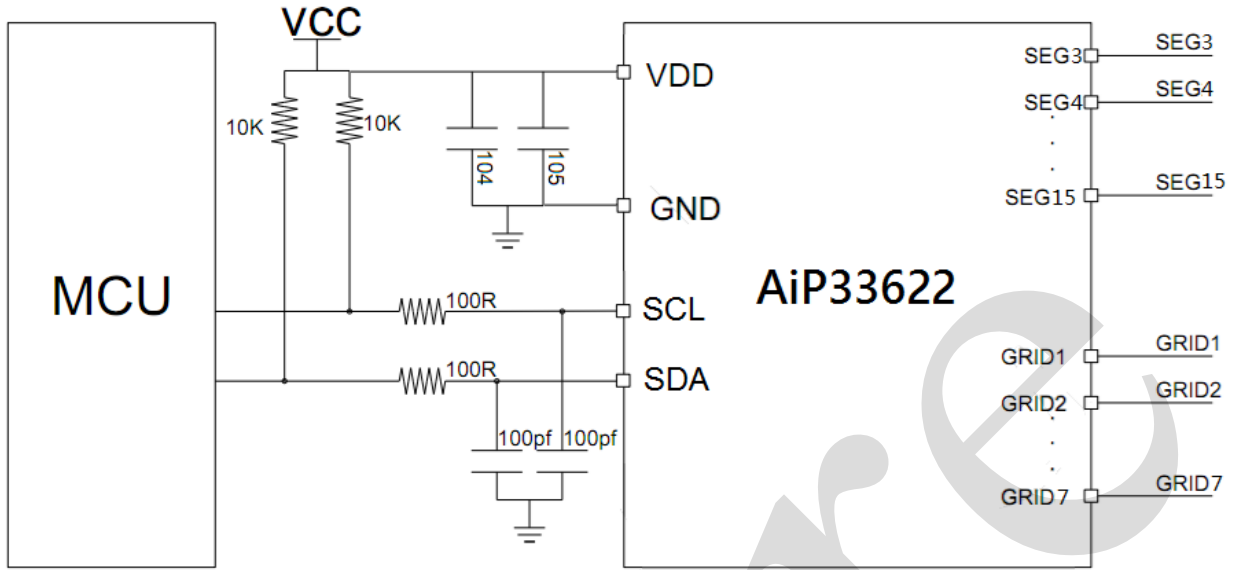 VCC
10K
10K
104
105
VDD
GND
MCU
100R
SCL
100R
SDA
100pf
100pf
AiP33622
SEG3
SEG3
SEG4
SEG4
SEG15
SEG15
GRID1
GRID1
GRID2
GRID2
GRID7
GRID7
re